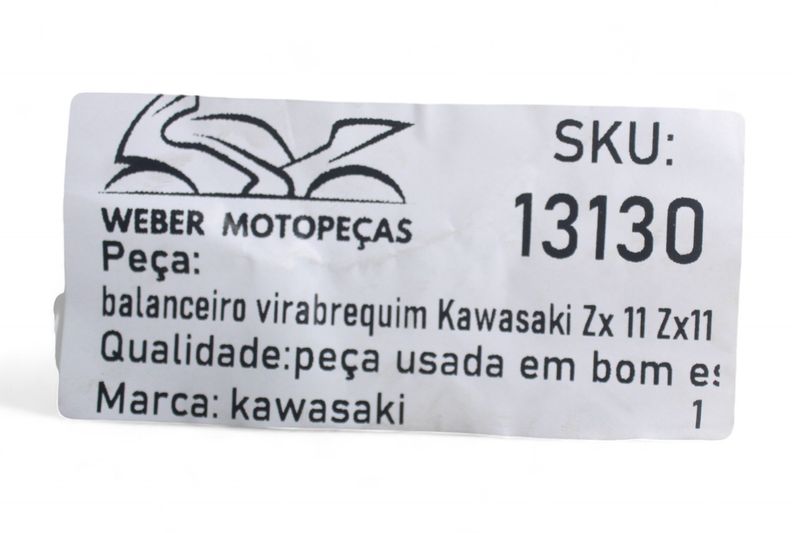 WEBER MOTOPEÇAS
SKU:
13130
Peça:
balanceiro virabrequim Kawasaki Zx 11 Zx11
Qualidade:peça usada em bom es
Marca: kawasaki
1